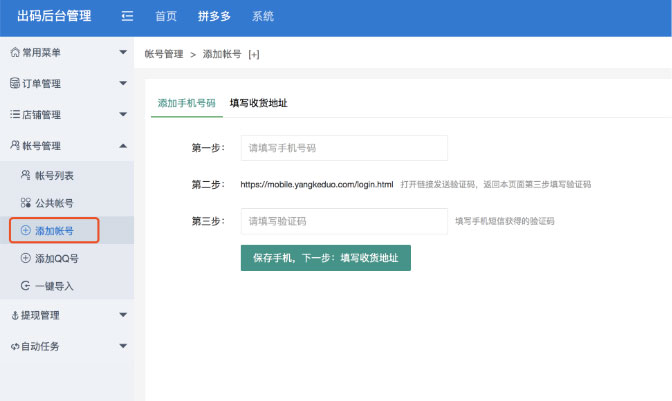 出码后台管理 首页 拼多多 系统
常用菜单
订单管理
店铺管理
帐号管理
帐号列表
公共帐号
添加帐号
添加QQ号
一键导入
提现管理
自动任务
帐号管理 > 添加帐号 [+]
添加手机号码 填写收货地址
第一步： 请填写手机号码
第二步： https://mobile.yangkeduo.com/login.html 打开链接发送验证码，返回本页面第三步填写验证码
第三步： 请填写验证码 填写手机短信获得的验证码
保存手机，下一步：填写收货地址